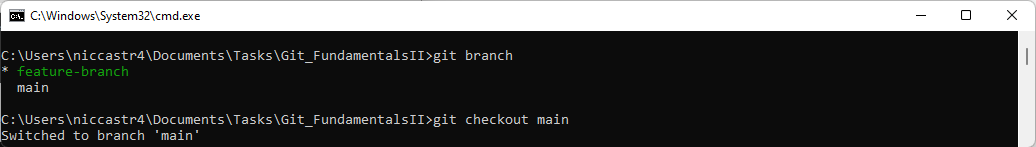 C:\Windows\System32\cmd.exe
C:\Users\niccastr4\Documents\Tasks\Git_FundamentalsII>git branch
* feature-branch
  main
C:\Users\niccastr4\Documents\Tasks\Git_FundamentalsII>git checkout main
Switched to branch 'main'